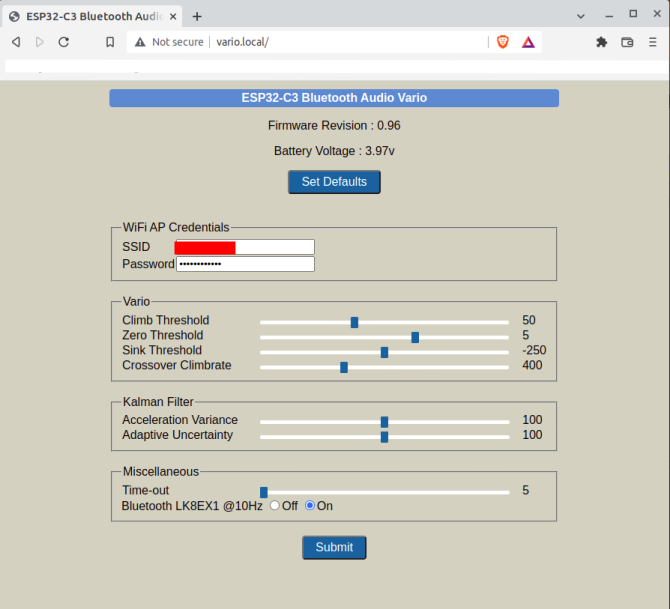 ESP32-C3 Bluetooth Audi
Not secure | vario.local/
ESP32-C3 Bluetooth Audio Vario
Firmware Revision : 0.96
Battery Voltage : 3.97v
Set Defaults
WiFi AP Credentials
SSID
Password ••••••••••••
Vario
Climb Threshold 50
Zero Threshold 5
Sink Threshold -250
Crossover Climbrate 400
Kalman Filter
Acceleration Variance 100
Adaptive Uncertainty 100
Miscellaneous
Time-out 5
Bluetooth LK8EX1 @10Hz Off On
Submit